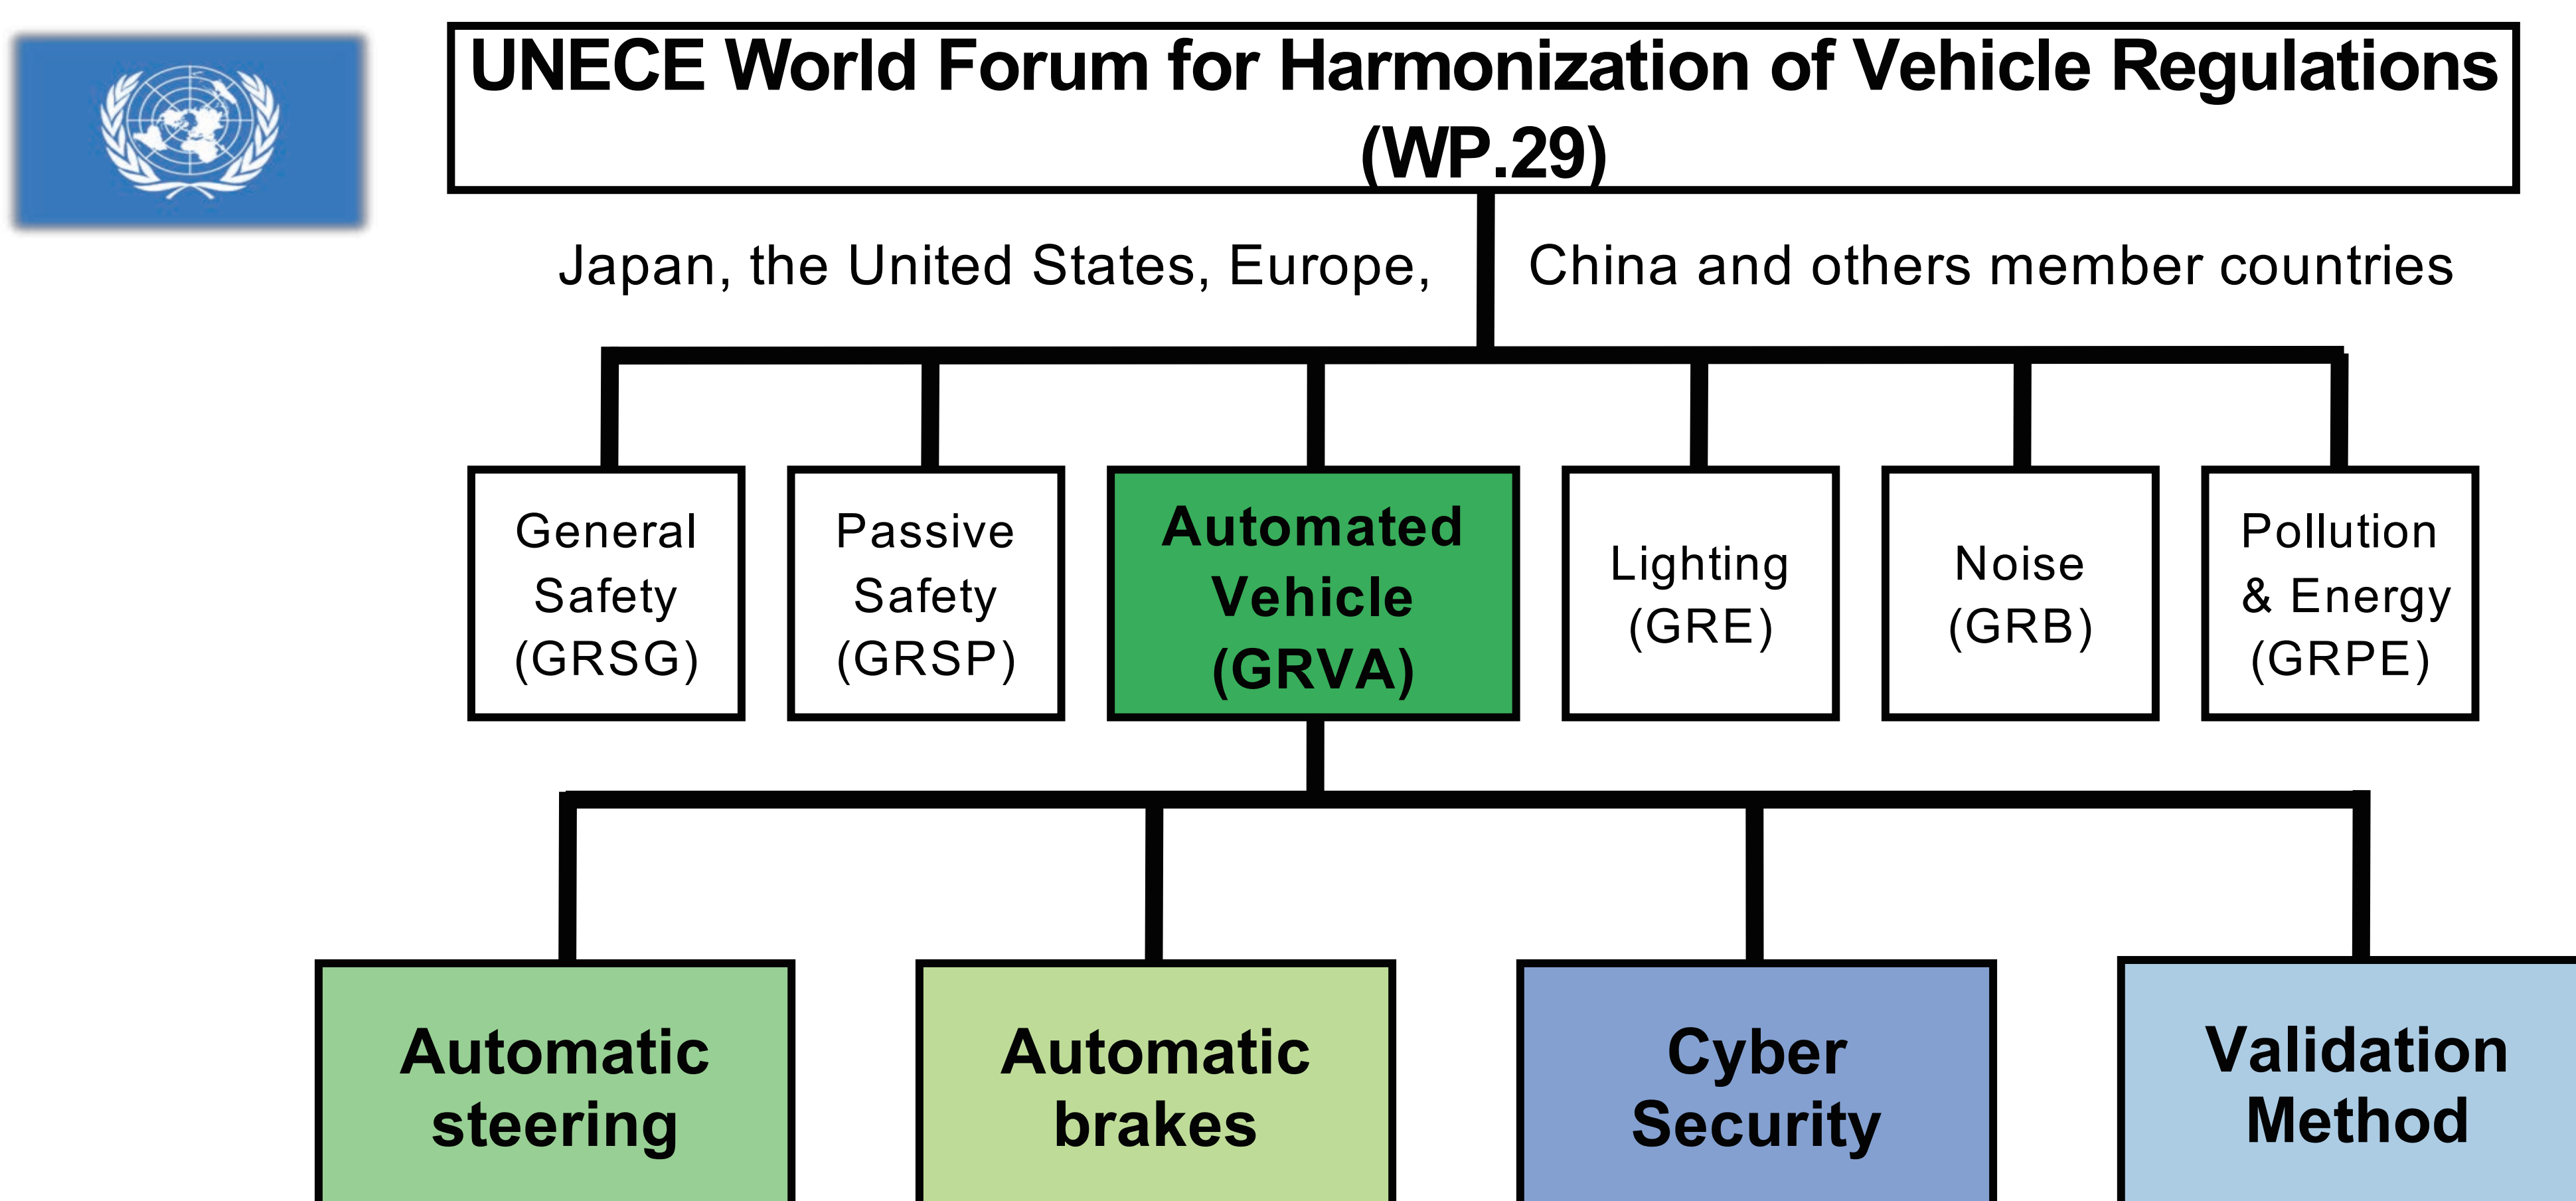 UNECE World Forum for Harmonization of Vehicle Regulations
(WP.29)
Japan, the United States, Europe, China and others member countries
General
Safety
(GRSG)
Passive
Safety
(GRSP)
Automated
Vehicle
(GRVA)
Lighting
(GRE)
Noise
(GRB)
Pollution
& Energy
(GRPE)
Automatic
steering
Automatic
brakes
Cyber
Security
Validation
Method